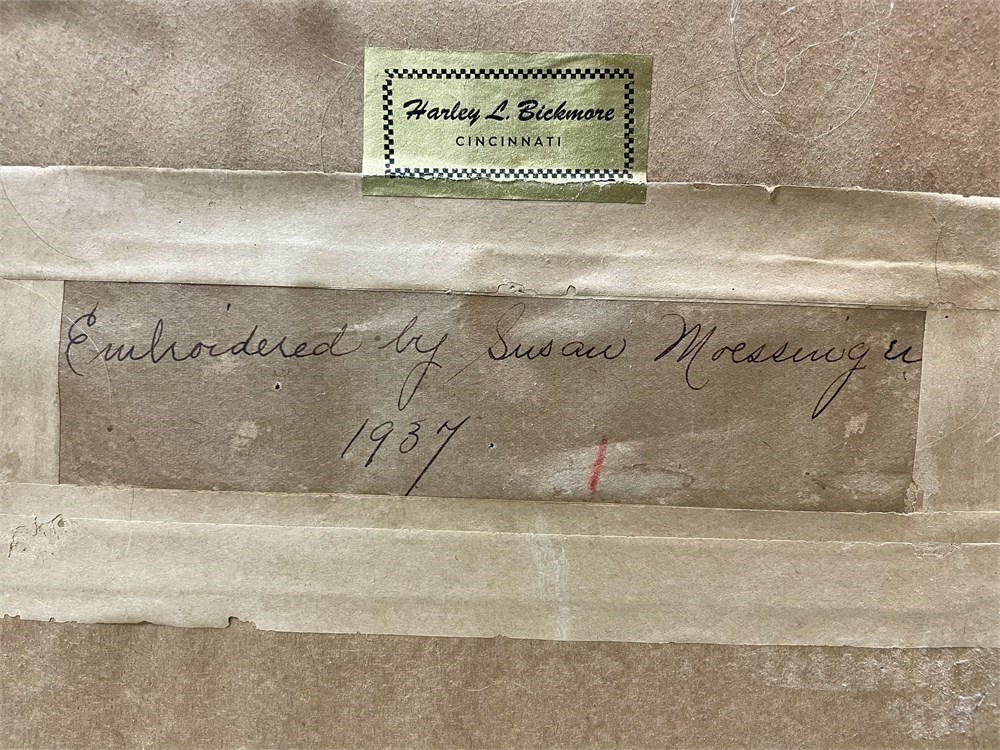 Harley L. Bickmore
CINCINNATI
Embroidered by Susan Moessinger
1937